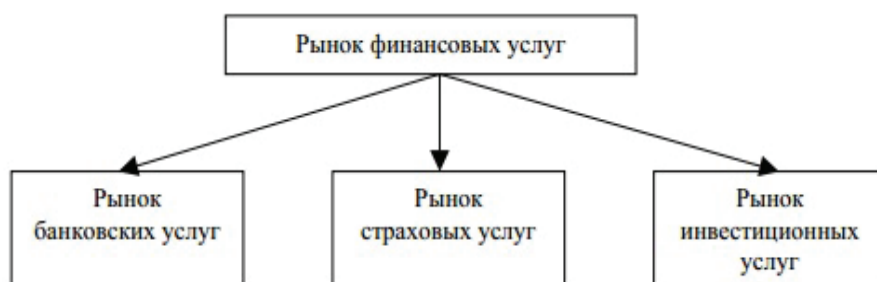 Рынок финансовых услуг
Рынок
банковских услуг
Рынок
страховых услуг
Рынок
инвестиционных
услуг